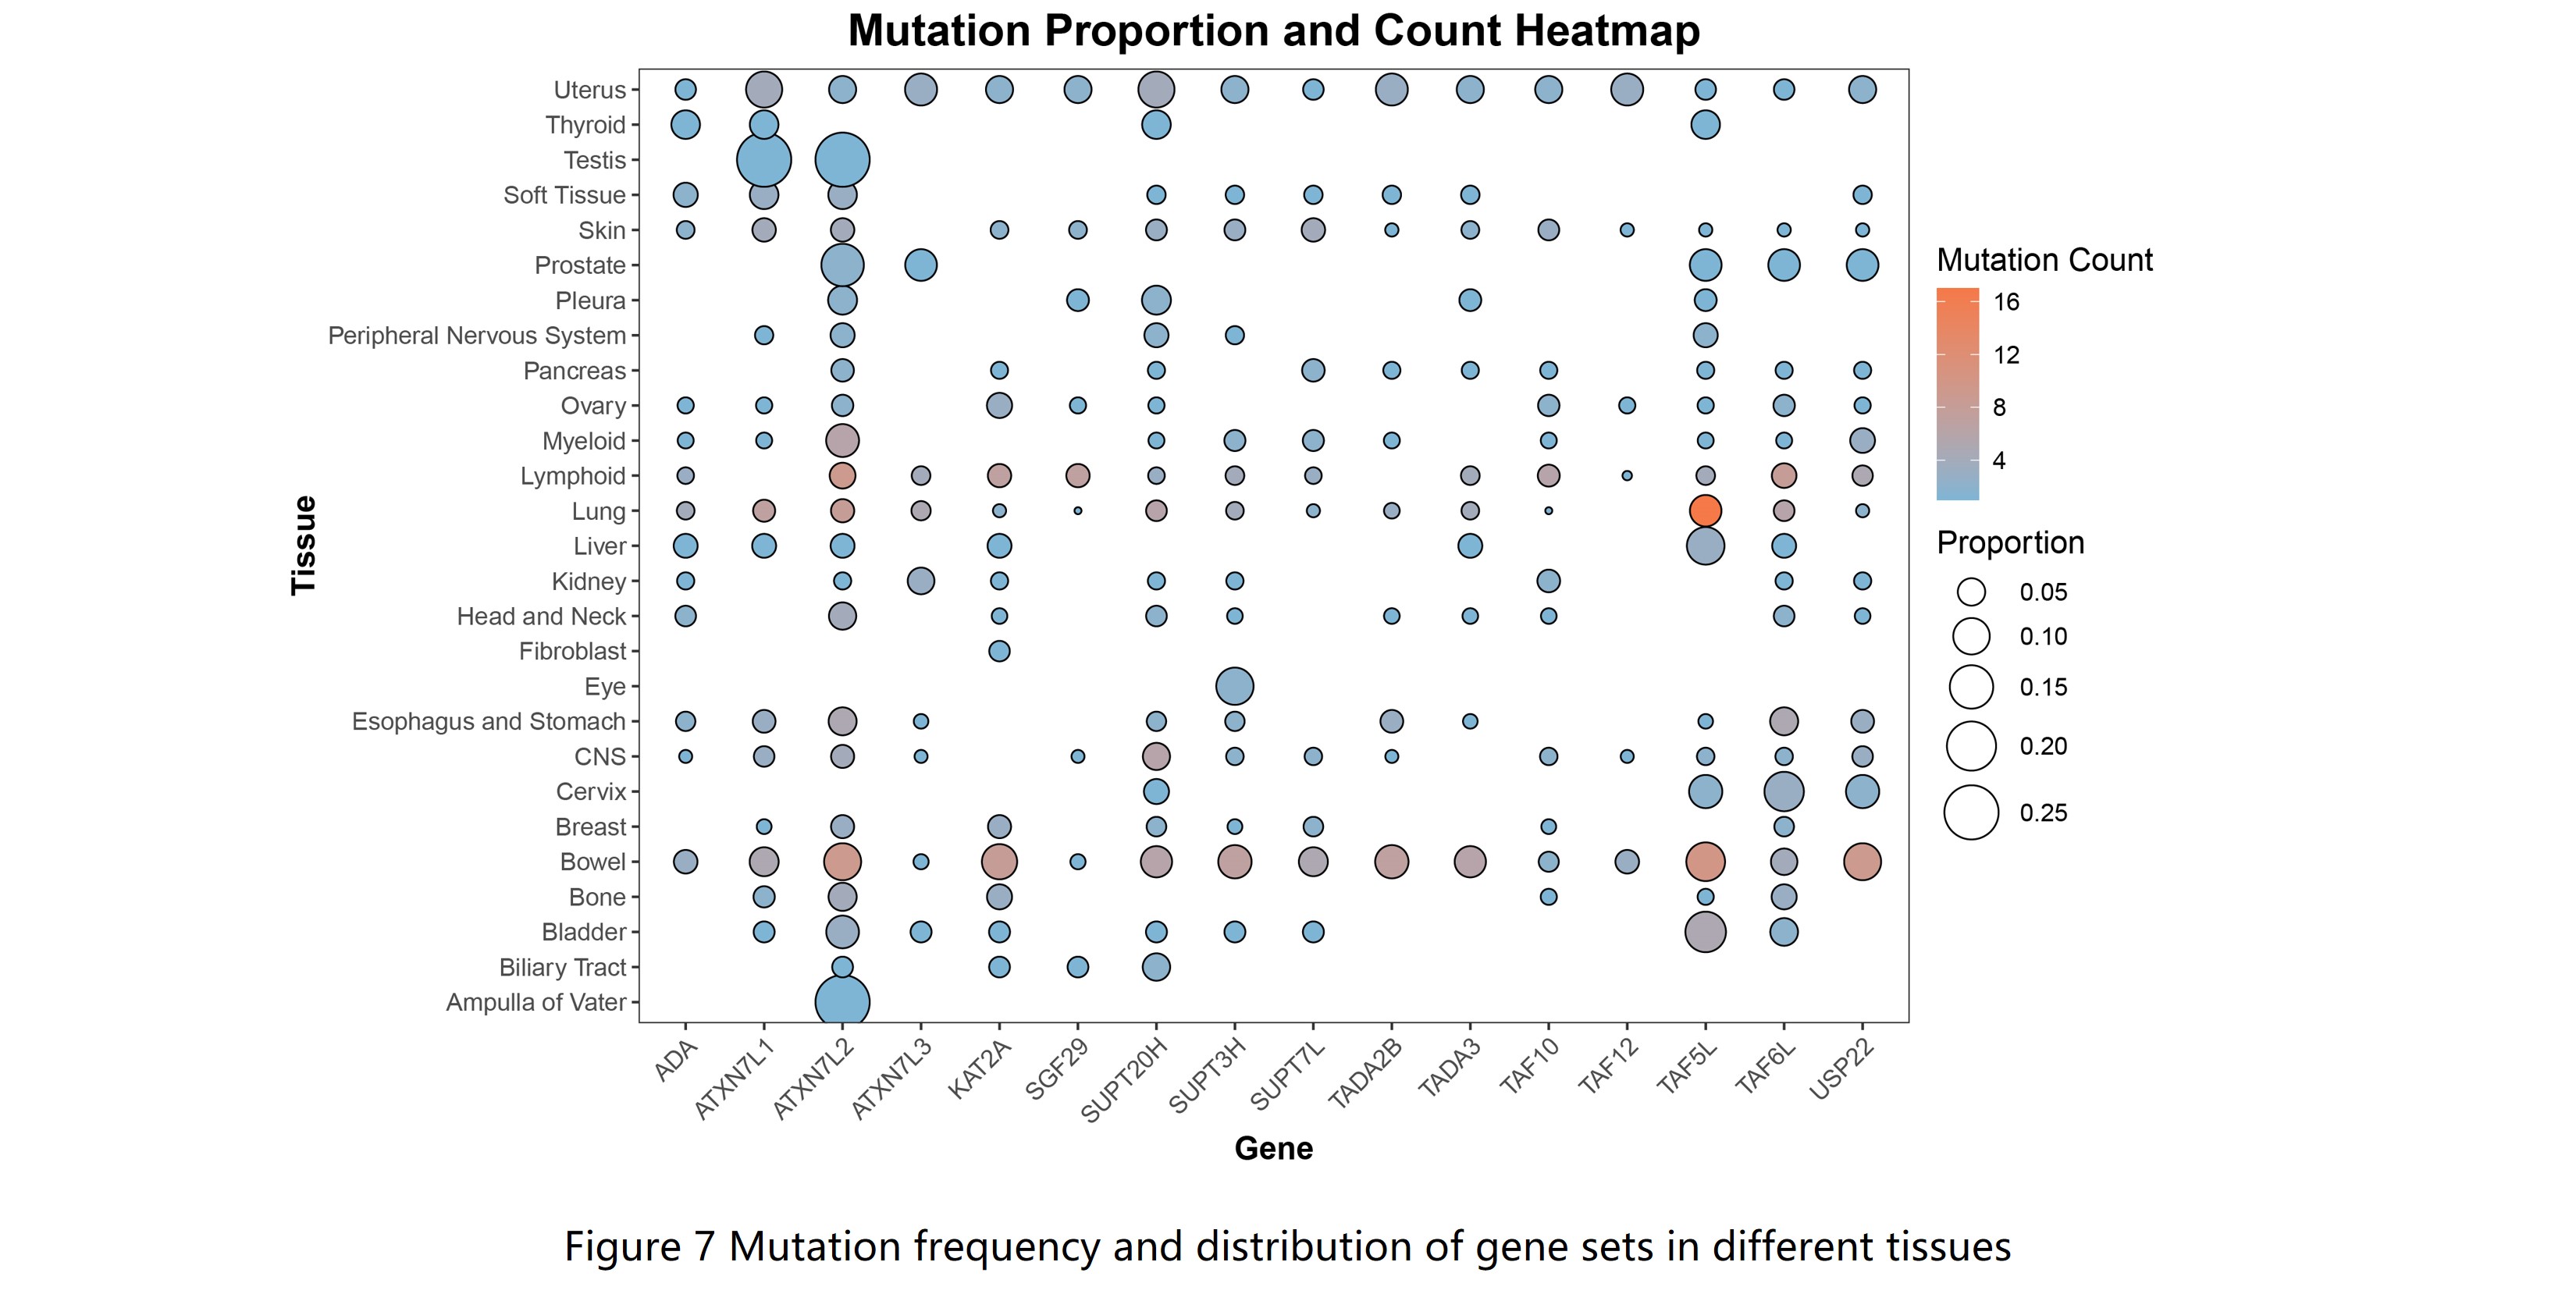 Mutation Proportion and Count Heatmap
Uterus
Thyroid
Testis
Soft Tissue
Skin
Prostate
Pleura
Peripheral Nervous System
Pancreas
Ovary
Myeloid
Lymphoid
Lung
Liver
Kidney
Head and Neck
Fibroblast
Eye
Esophagus and Stomach
CNS
Cervix
Breast
Bowel
Bone
Bladder
Biliary Tract
Ampulla of Vater
Tissue
ADA
ATXN7L1
ATXN7L2
ATXN7L3
KAT2A
SGF29
SUPT20H
SUPT3H
SUPT7L
TADA2B
TADA3
TAF10
TAF12
TAF5L
TAF6L
USP22
Gene
Mutation Count
16
12
8
4
Proportion
0.05
0.10
0.15
0.20
0.25
Figure 7 Mutation frequency and distribution of gene sets in different tissues